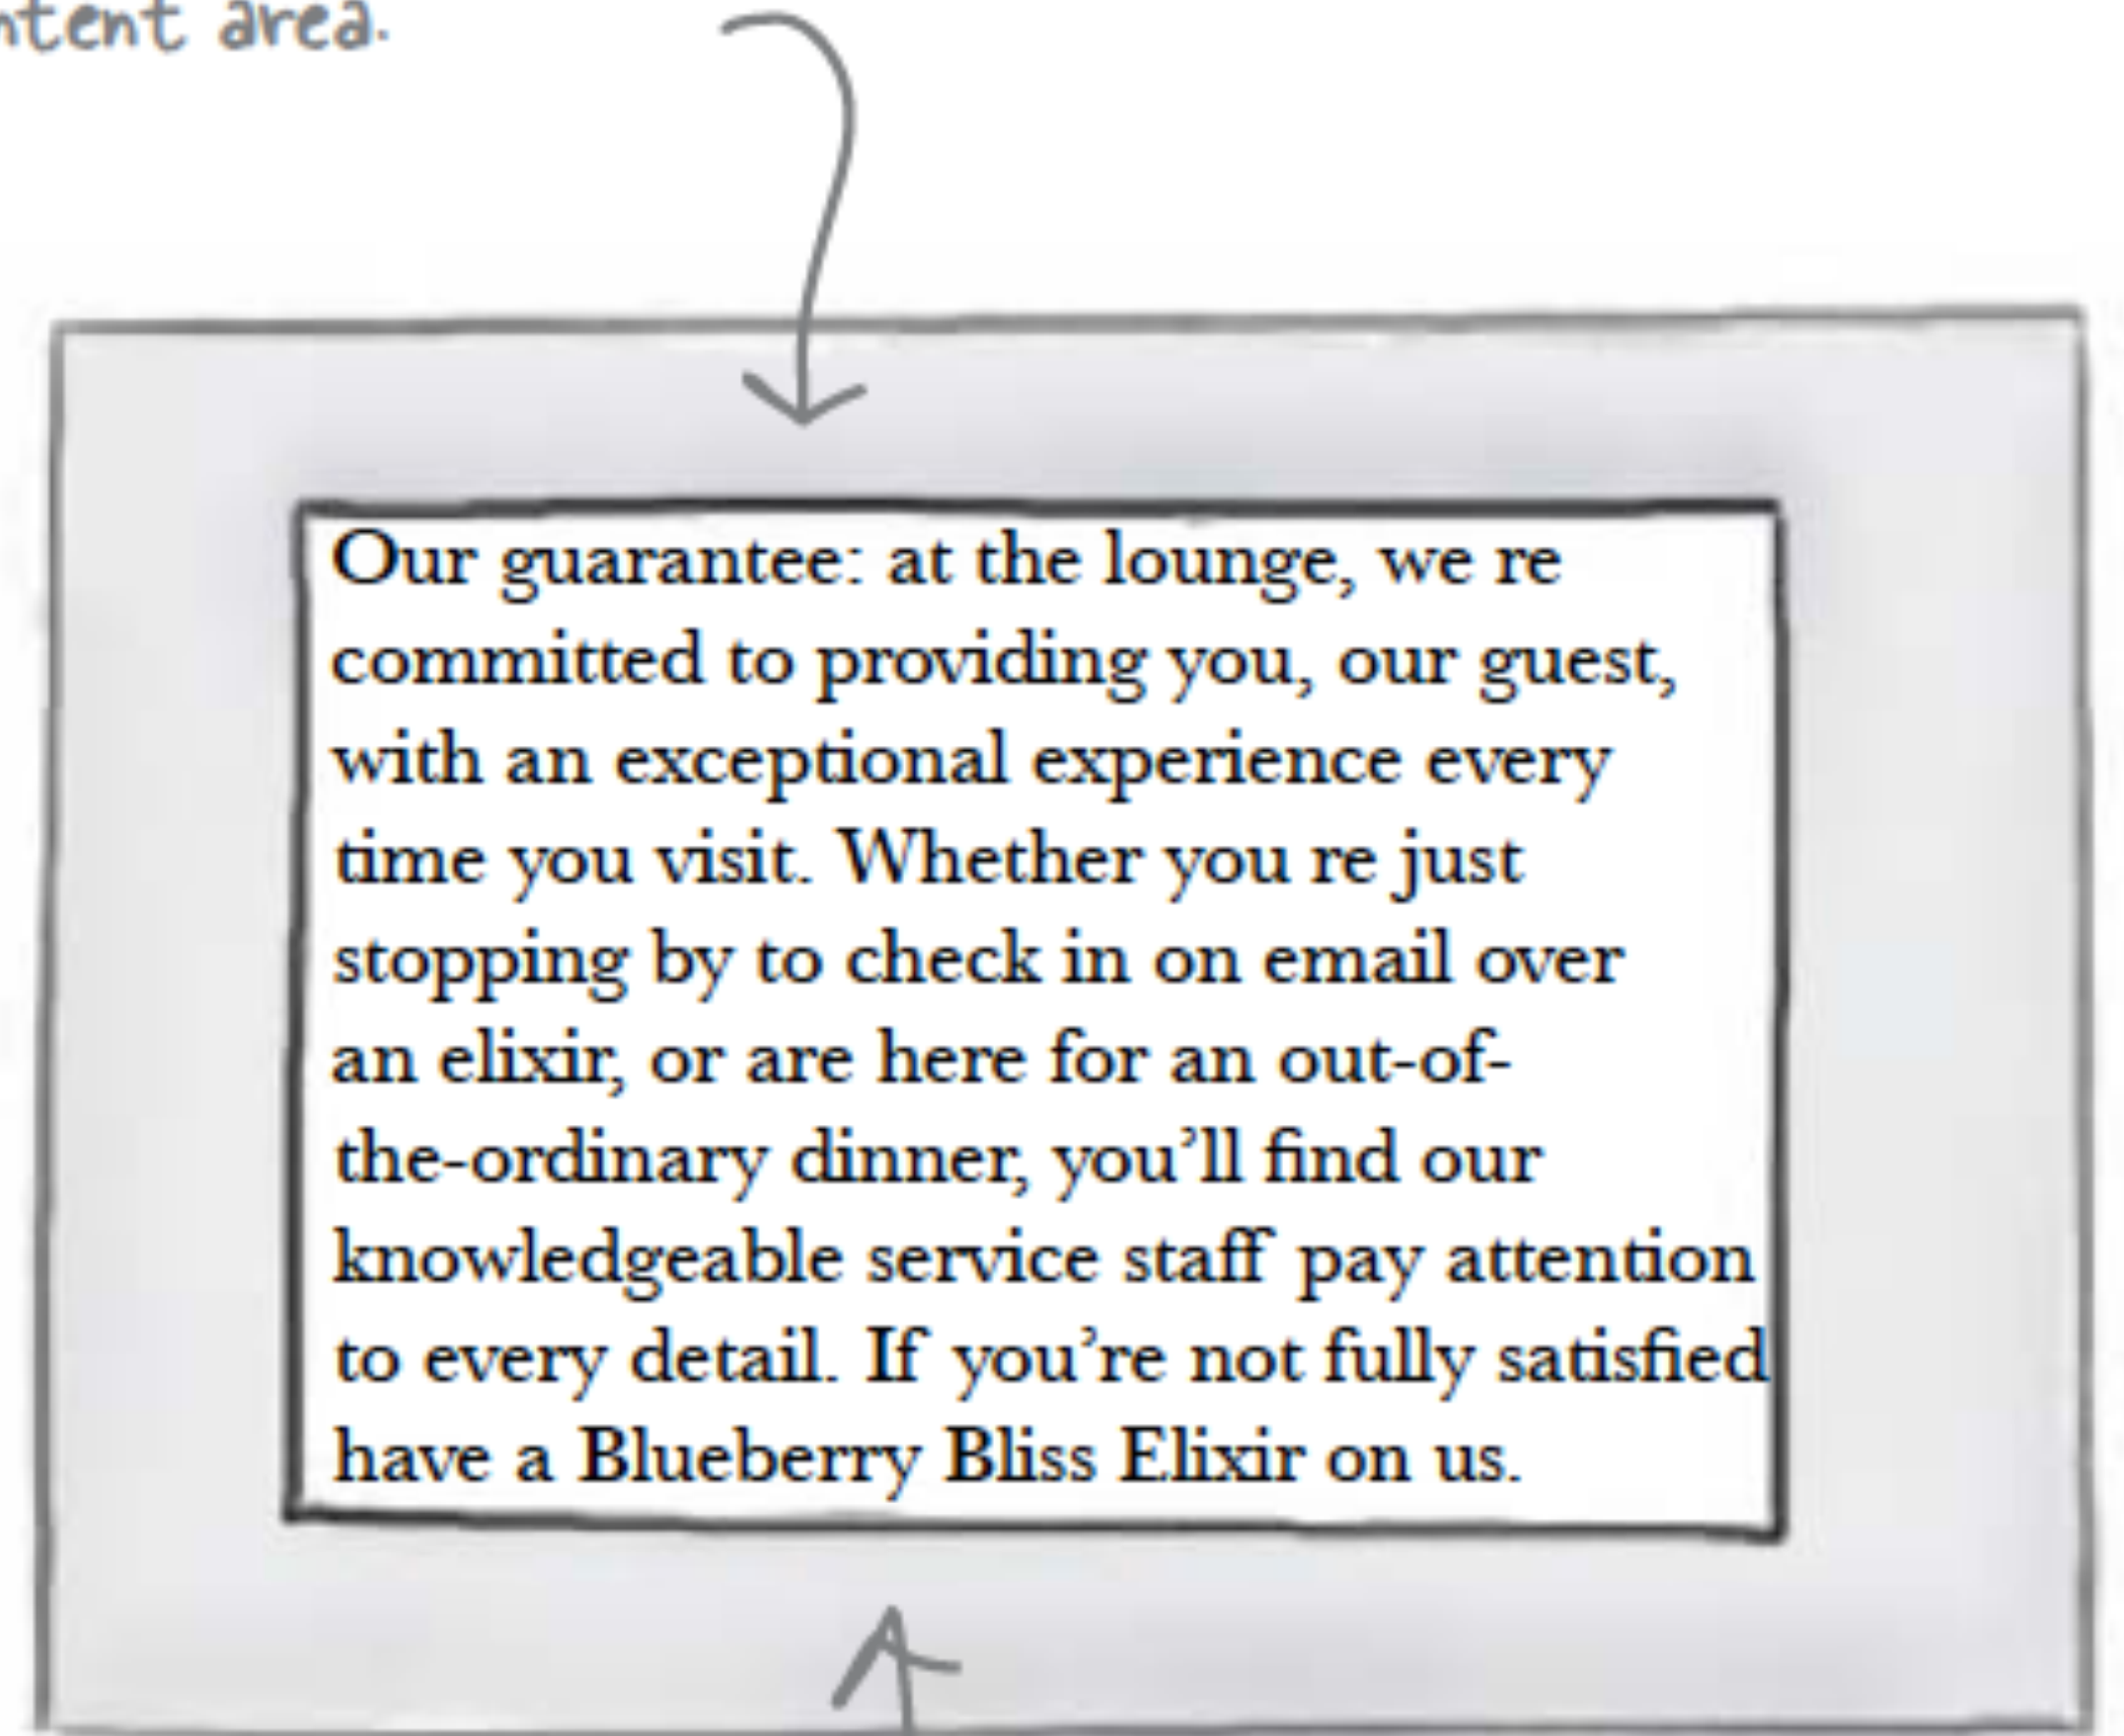 area.
Our guarantee: at the lounge, we re
committed to providing you, our guest,
with an exceptional experience every
time you visit. Whether you re just
stopping by to check in on email over
an elixir, or are here for an out-of-
the-ordinary dinner, you’ll find our
knowledgeable service staff pay attention
to every detail. If you’re not fully satisfied
have a Blueberry Bliss Elixir on us.